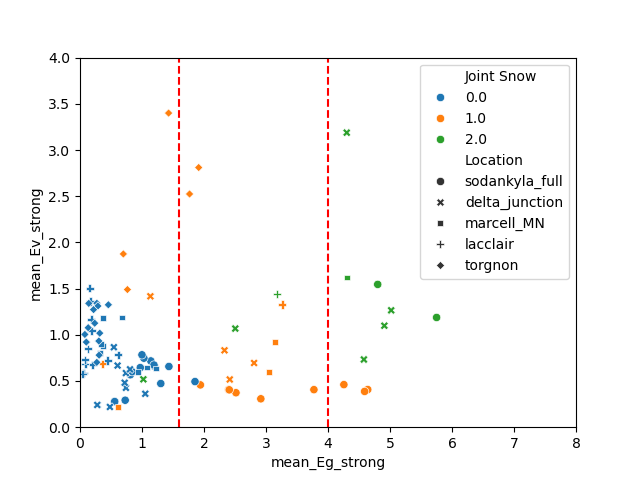 4.0
3.5
3.0
2.5
2.0
1.5
1.0
0.5
0.0
mean_Ev_strong
0 1 2 3 4 5 6 7 8
mean_Eg_strong
Joint Snow
0.0
1.0
2.0
Location
sodankyla_full
delta_junction
marcell_MN
lacclair
torgnon